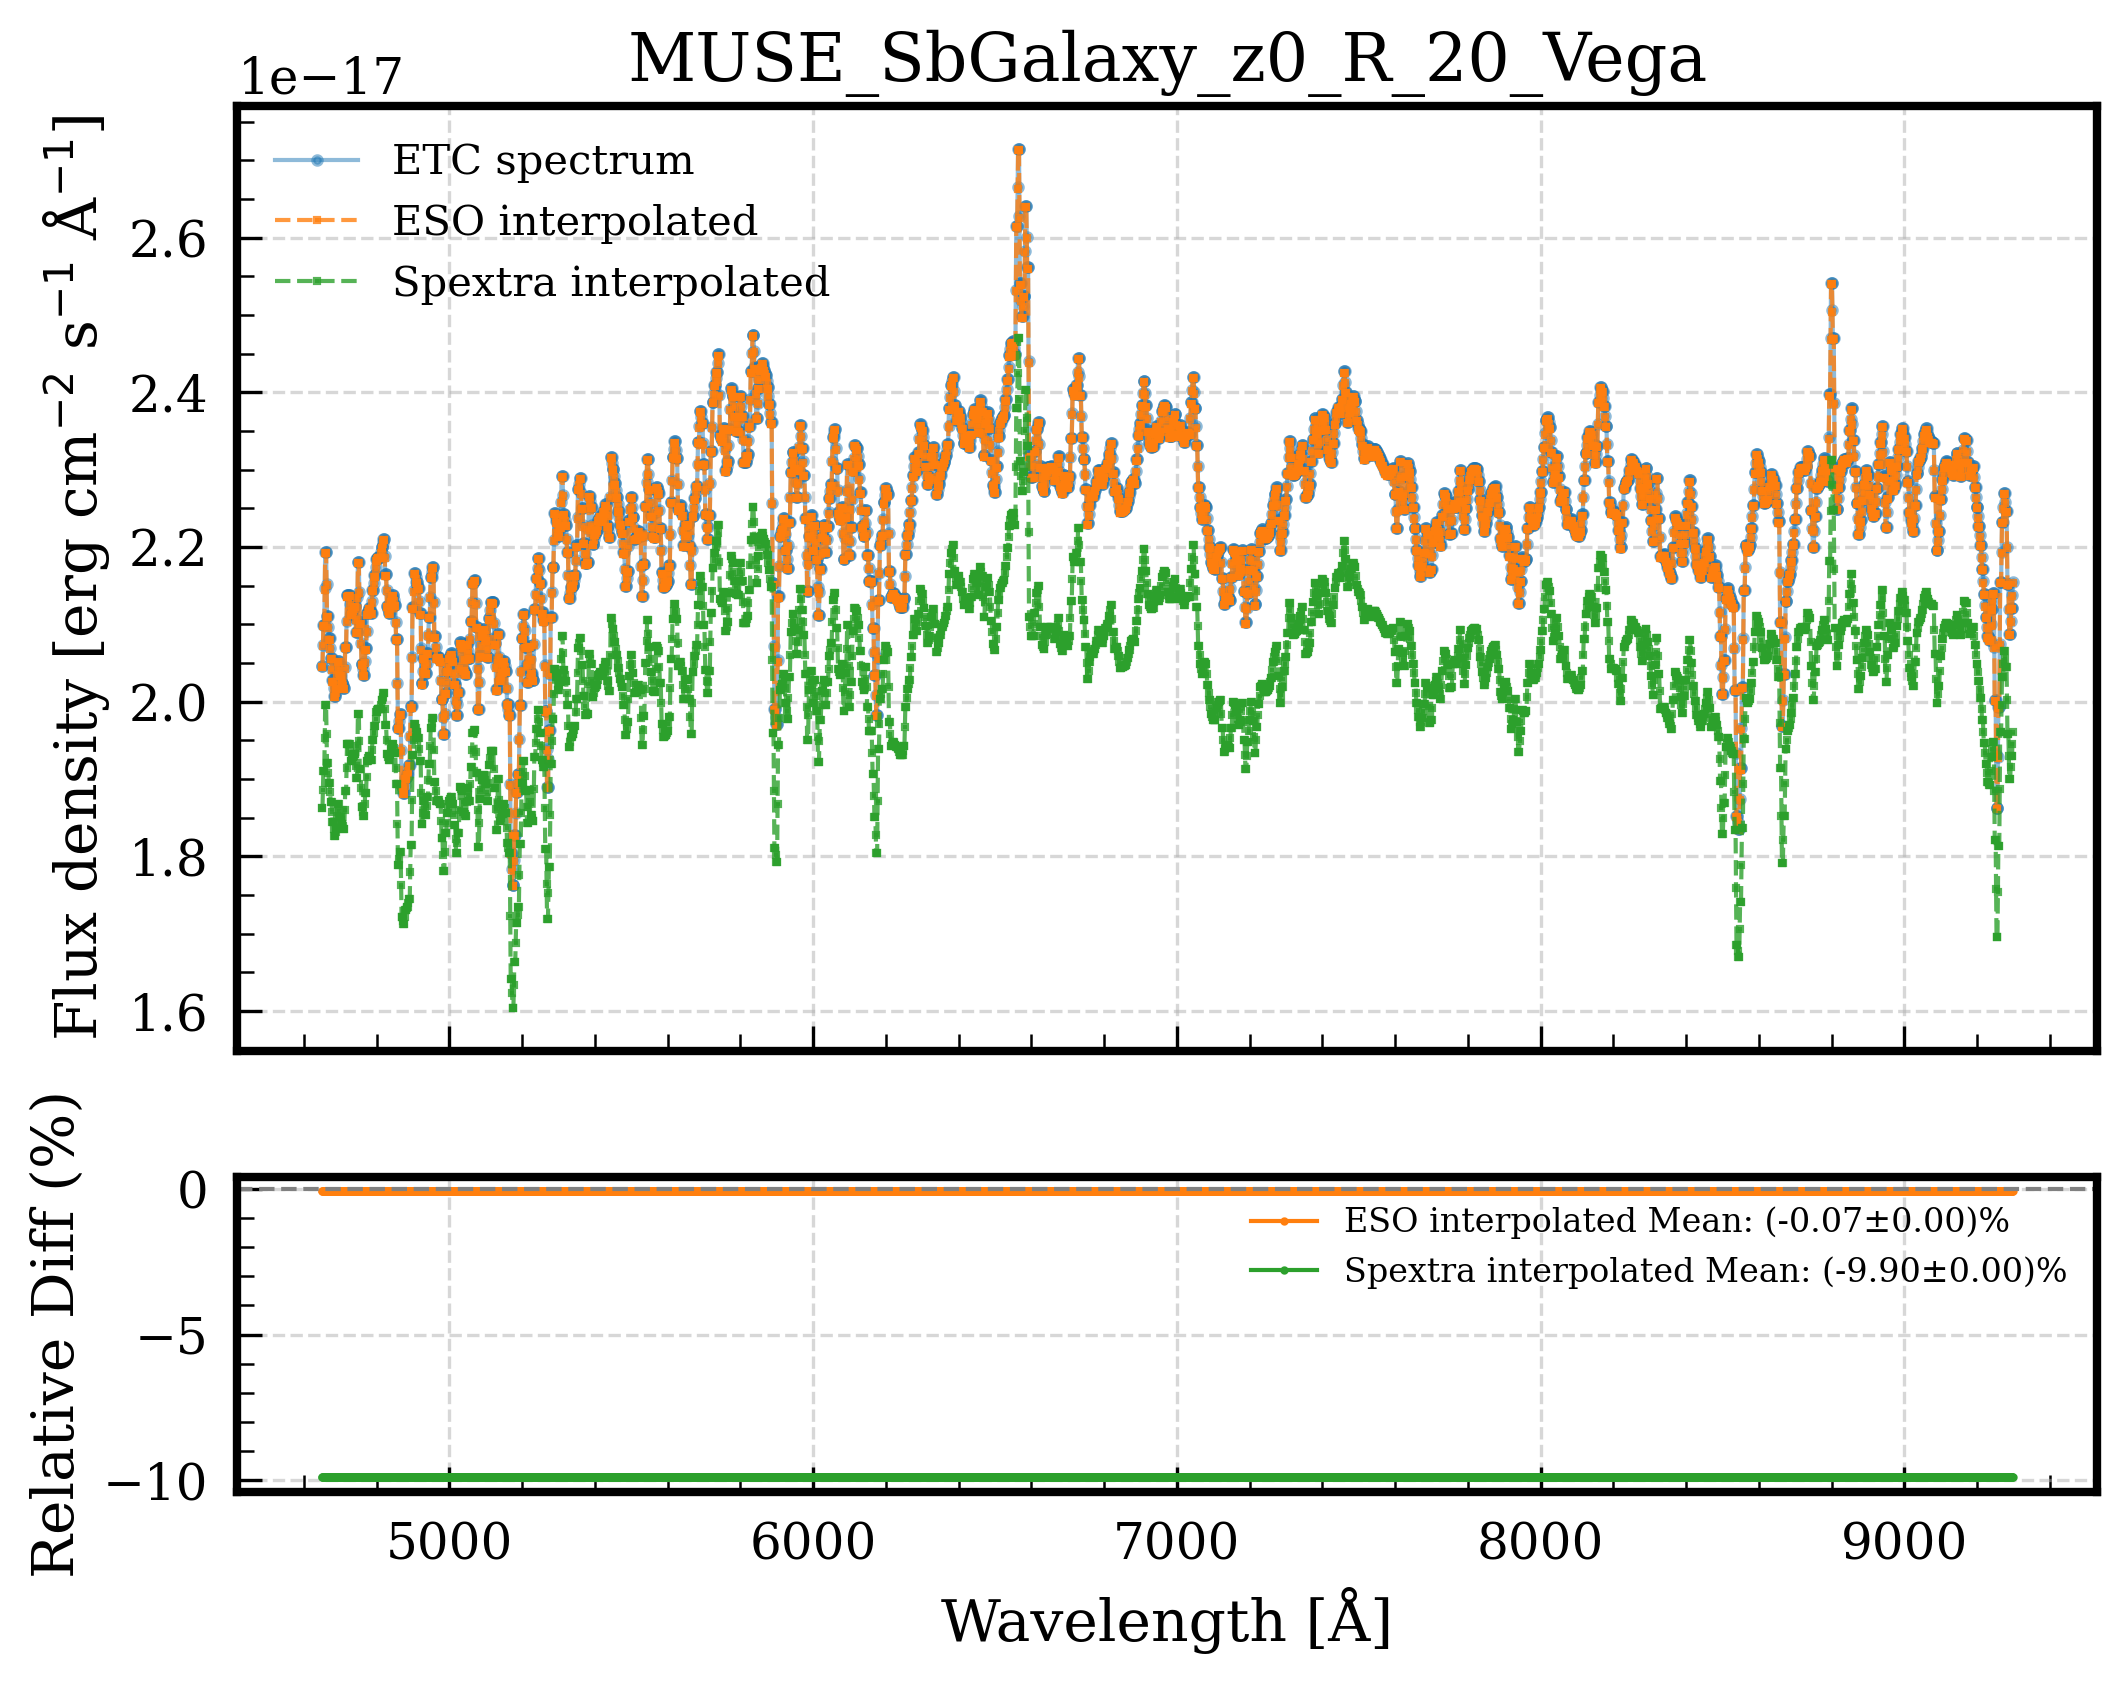 MUSE_SbGalaxy_z0_R_20_Vega
1e−17
ETC spectrum
ESO interpolated
Spextra interpolated
Flux density [erg cm⁻² s⁻¹ Å⁻¹]
2.6
2.4
2.2
2.0
1.8
1.6
Relative Diff (%)
0
−5
−10
ESO interpolated Mean: (-0.07±0.00)%
Spextra interpolated Mean: (-9.90±0.00)%
5000 6000 7000 8000 9000
Wavelength [Å]